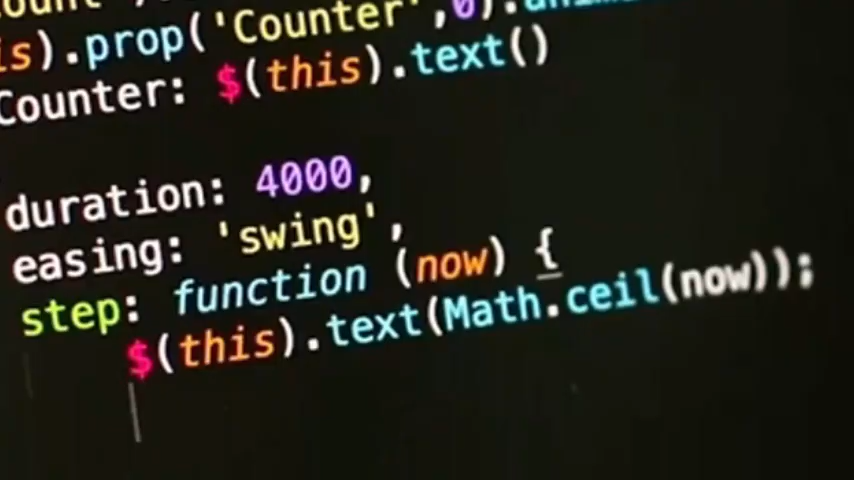 is).prop('Counter',0).
Counter: $(this).text()
duration: 4000,
easing: 'swing',
step: function (now) {
$(this).text(Math.ceil(now));